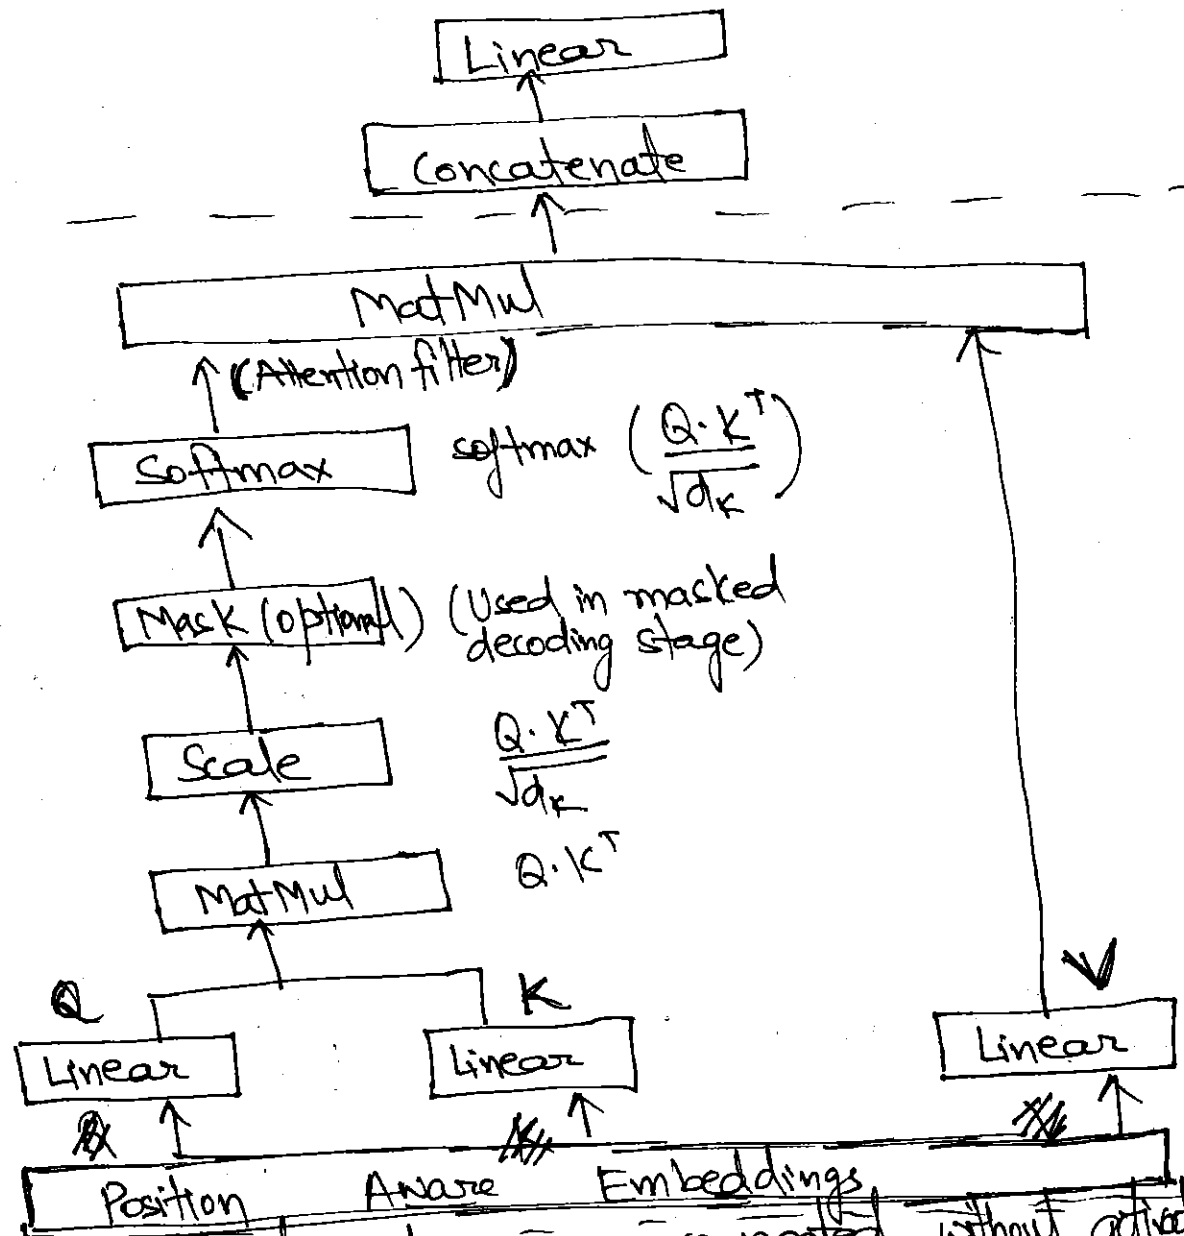 Linear
Concatenate
MatMul
(Attention filter)
Softmax softmax (Q·K^T / √d_K)
Mask (optional) (Used in masked
decoding stage)
Scale Q·K^T / √d_K
MatMul Q·K^T
Q K V
Linear Linear Linear
Position Aware Embeddings
without